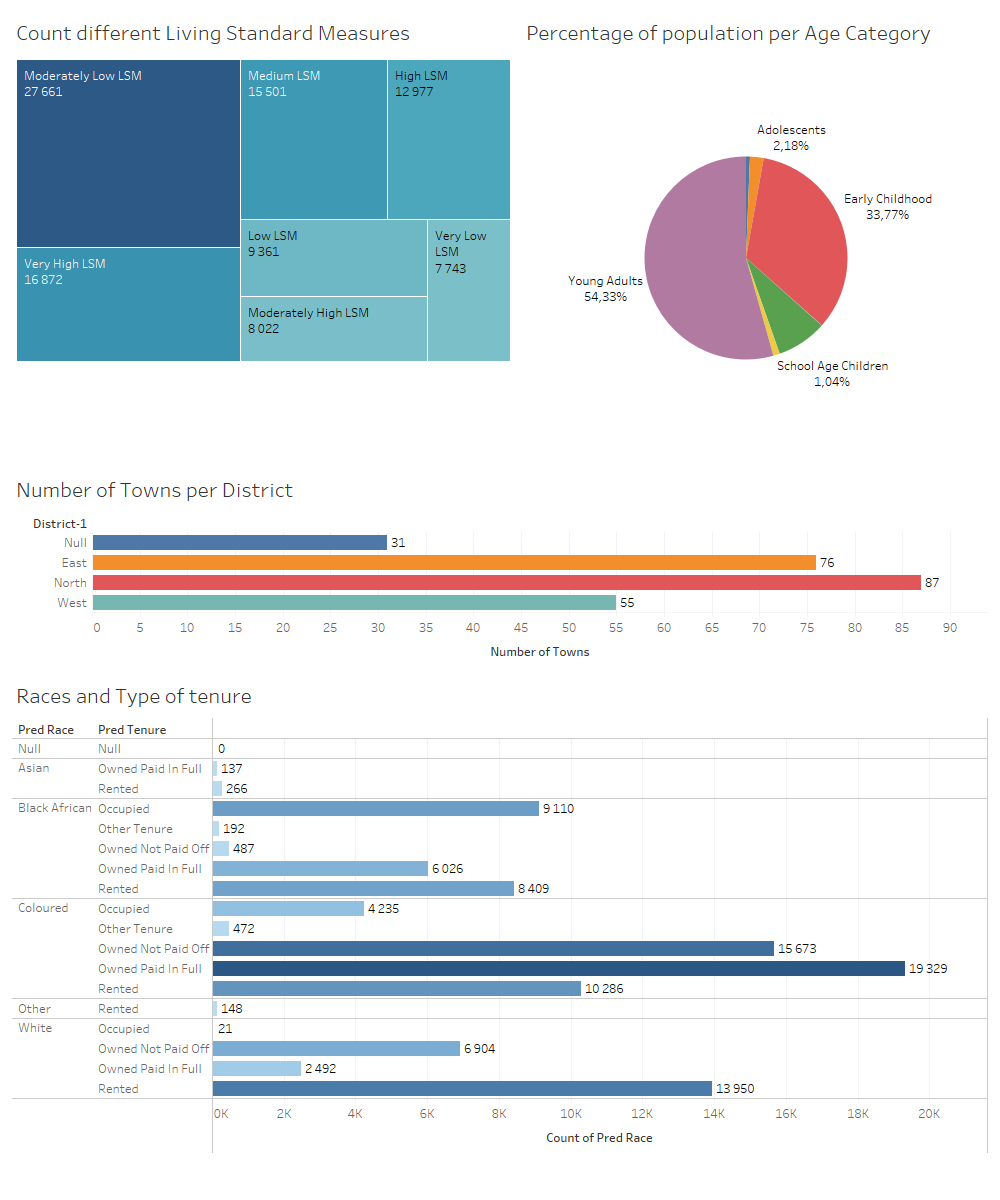 Count different Living Standard Measures
Moderately Low LSM
27 661
Medium LSM
15 501
High LSM
12 977
Very High LSM
16 872
Low LSM
9 361
Very Low
LSM
7 743
Moderately High LSM
8 022
Percentage of population per Age Category
Adolescents
2,18%
Early Childhood
33,77%
Young Adults
54,33%
School Age Children
1,04%
Number of Towns per District
District-1
Null 31
East 76
North 87
West 55
0 5 10 15 20 25 30 35 40 45 50 55 60 65 70 75 80 85 90
Number of Towns
Races and Type of tenure
Pred Race Pred Tenure
Null Null 0
Asian Owned Paid In Full 137
Rented 266
Black African Occupied 9 110
Other Tenure 192
Owned Not Paid Off 487
Owned Paid In Full 6 026
Rented 8 409
Coloured Occupied 4 235
Other Tenure 472
Owned Not Paid Off 15 673
Owned Paid In Full 19 329
Rented 10 286
Other Rented 148
White Occupied 21
Owned Not Paid Off 6 904
Owned Paid In Full 2 492
Rented 13 950
0K 2K 4K 6K 8K 10K 12K 14K 16K 18K 20K
Count of Pred Race